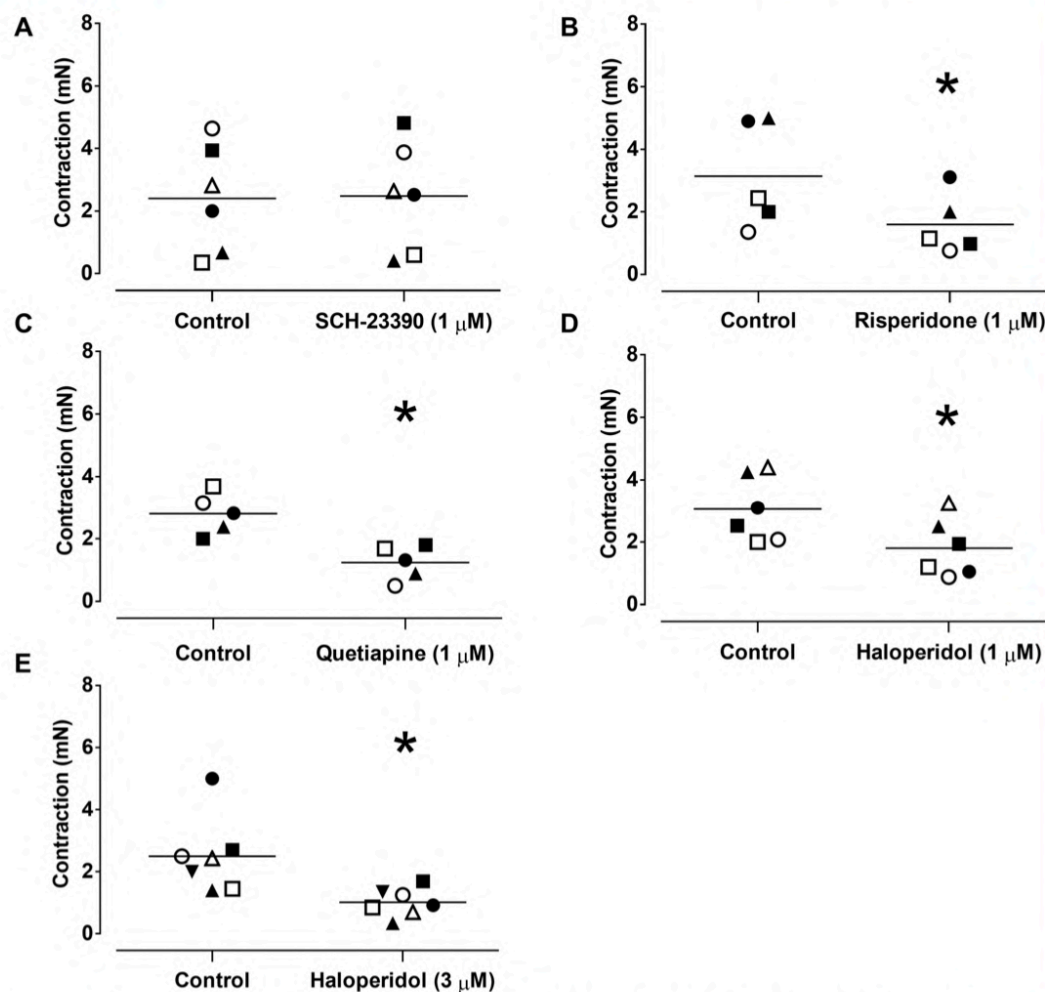 A
8
6
4
2
0
Contraction (mN)
Control
SCH-23390 (1 μM)
B
8
6
4
2
0
Contraction (mN)
*
Control
Risperidone (1 μM)
C
8
6
4
2
0
Contraction (mN)
*
Control
Quetiapine (1 μM)
D
8
6
4
2
0
Contraction (mN)
*
Control
Haloperidol (1 μM)
E
8
6
4
2
0
Contraction (mN)
*
Control
Haloperidol (3 μM)